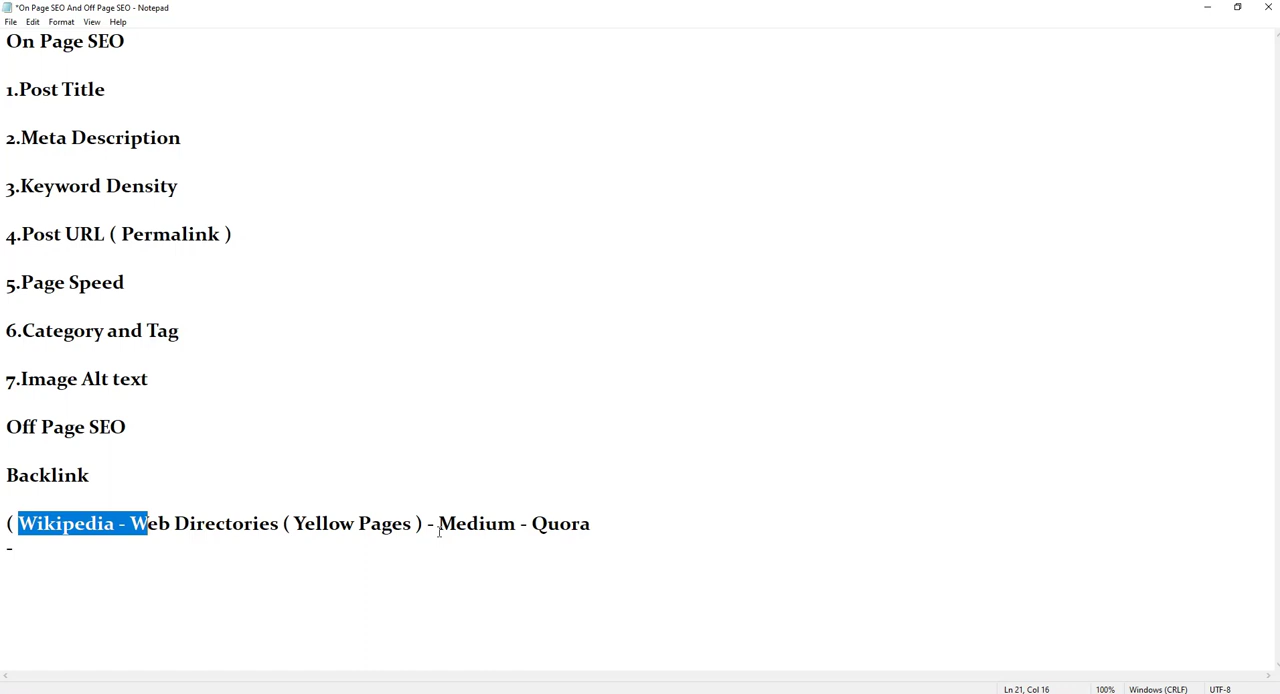 *On Page SEO And Off Page SEO - Notepad
File Edit Format View Help
On Page SEO
1.Post Title
2.Meta Description
3.Keyword Density
4.Post URL ( Permalink )
5.Page Speed
6.Category and Tag
7.Image Alt text
Off Page SEO
Backlink
( Wikipedia - Web Directories ( Yellow Pages ) - Medium - Quora
-
Ln 21, Col 16 100% Windows (CRLF) UTF-8